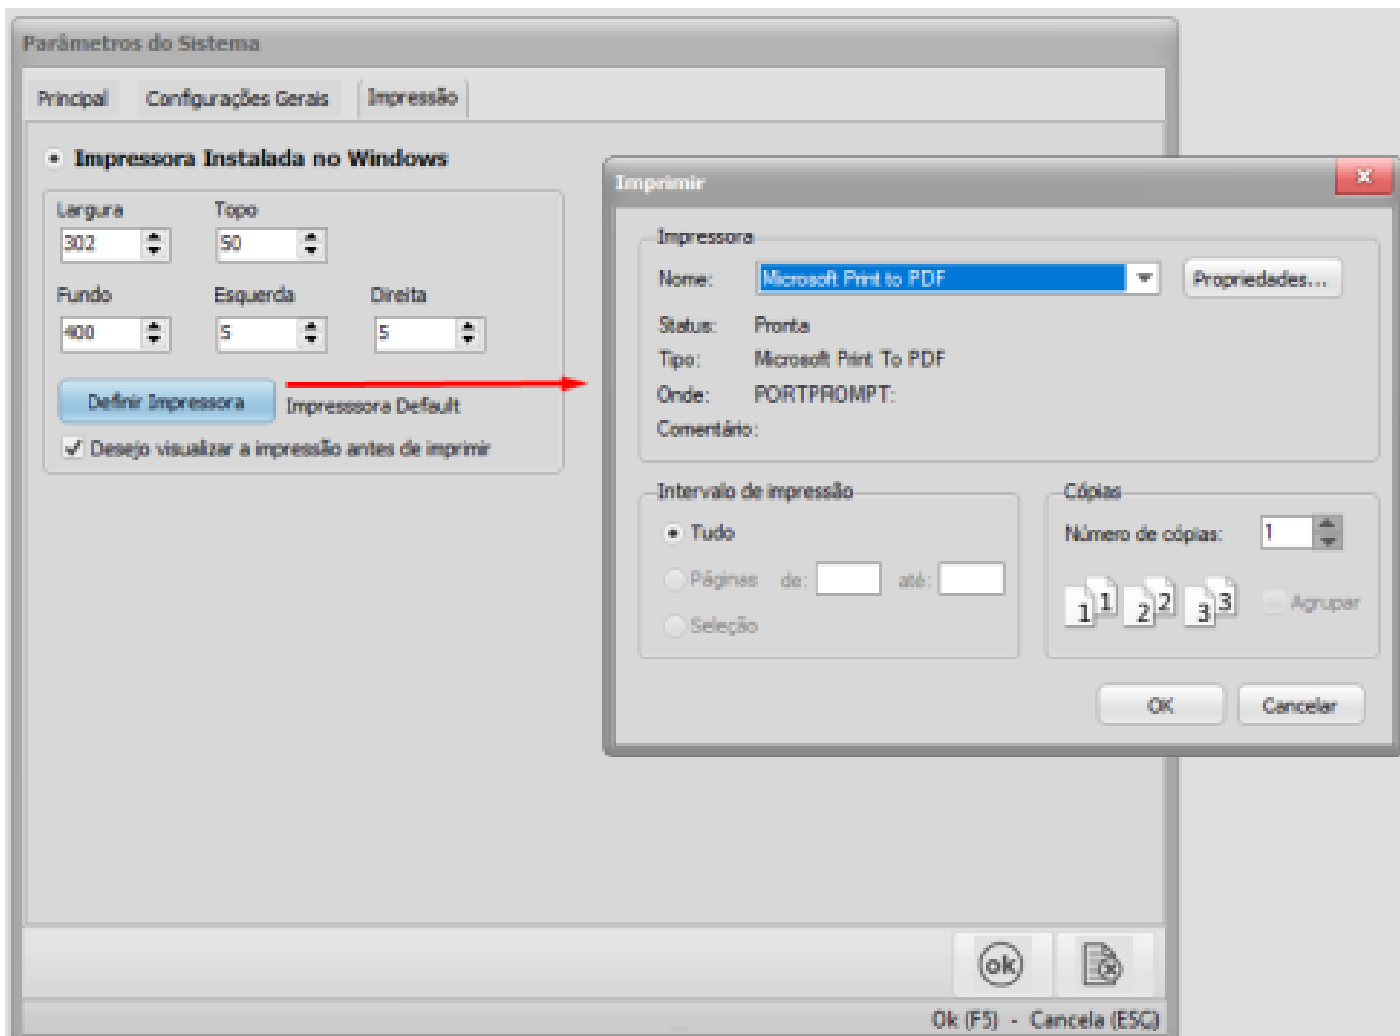 Parâmetros do Sistema
Principal Configurações Gerais Impressão
Impressora Instalada no Windows
Largura Topo
302 50
Fundo Esquerda Direita
400 5 5
Definir Impressora Impresssora Default
Desejo visualizar a impressão antes de imprimir
Imprimir
Impressora
Nome: Microsoft Print to PDF Propriedades...
Status: Pronta
Tipo: Microsoft Print To PDF
Onde: PORTPROMPT:
Comentário:
Intervalo de impressão
Tudo
Páginas de: até:
Seleção
Cópias
Número de cópias: 1
1 1 2 2 3 3 Agrupar
OK Cancelar
ok
Ok (F5) - Cancela (ESC)